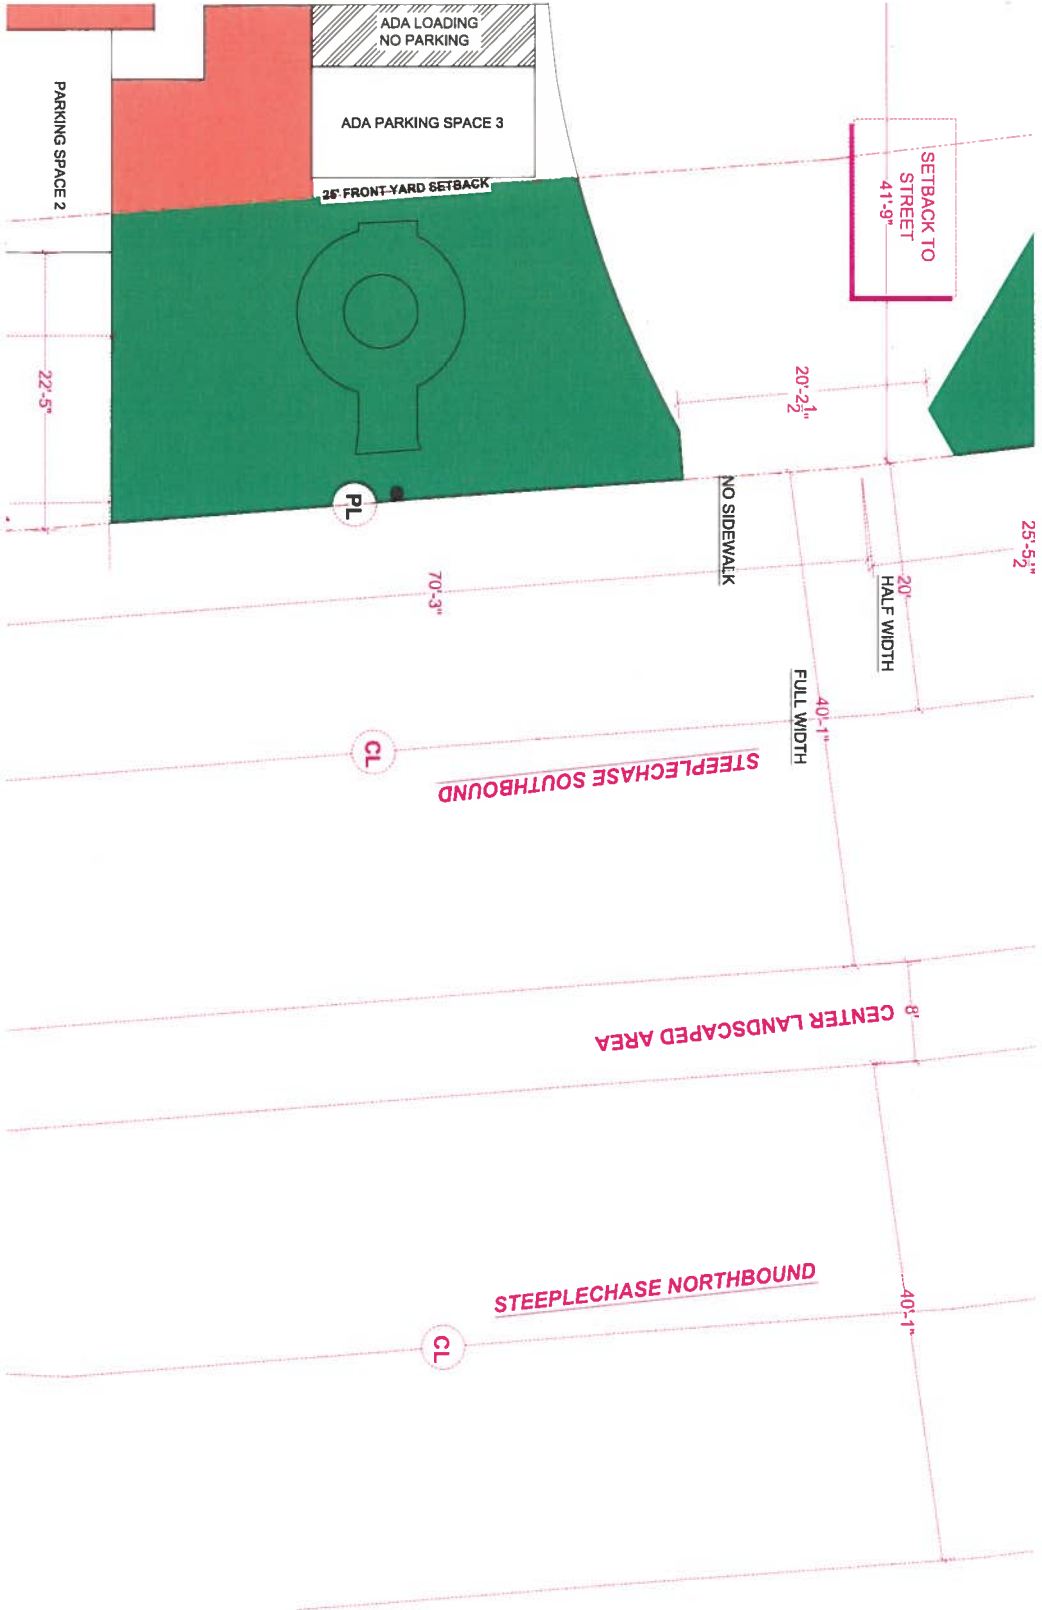 ADA LOADING
NO PARKING
PARKING SPACE 2
ADA PARKING SPACE 3
SETBACK TO
STREET
41'-9"
25' FRONT YARD SETBACK
22'-5"
20'-2 1/2"
PL
NO SIDEWALK
25'-5 1/2"
70'-3"
20'
HALF WIDTH
40'-1"
FULL WIDTH
CL
STEEPLECHASE SOUTHBOUND
8'
CENTER LANDSCAPED AREA
STEEPLECHASE NORTHBOUND
40'-1"
CL